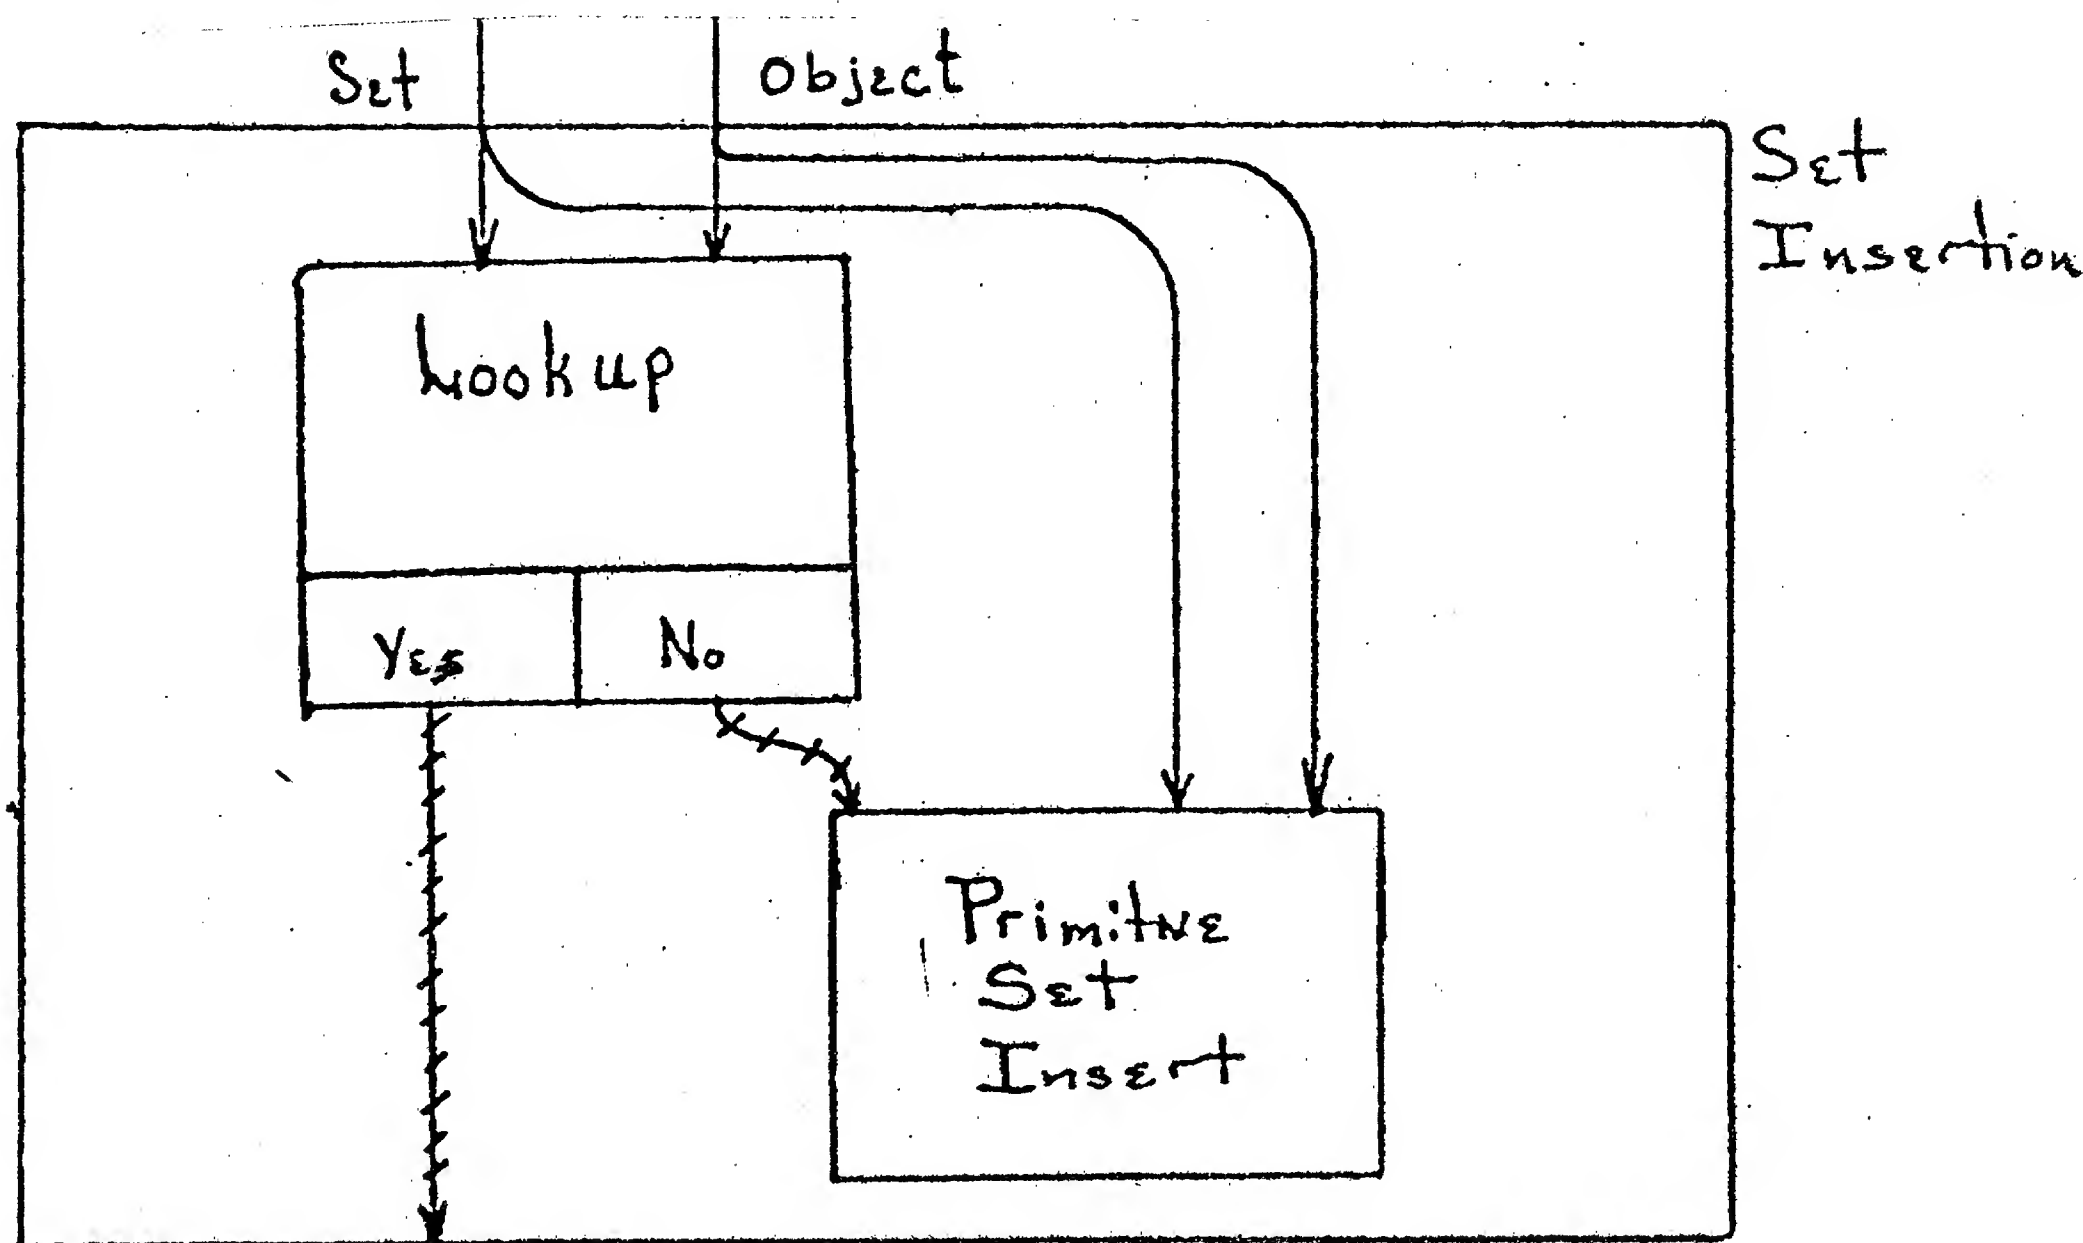 Set
Object
Set
Insertion
Lookup
Yes
No
Primitive
Set
Insert